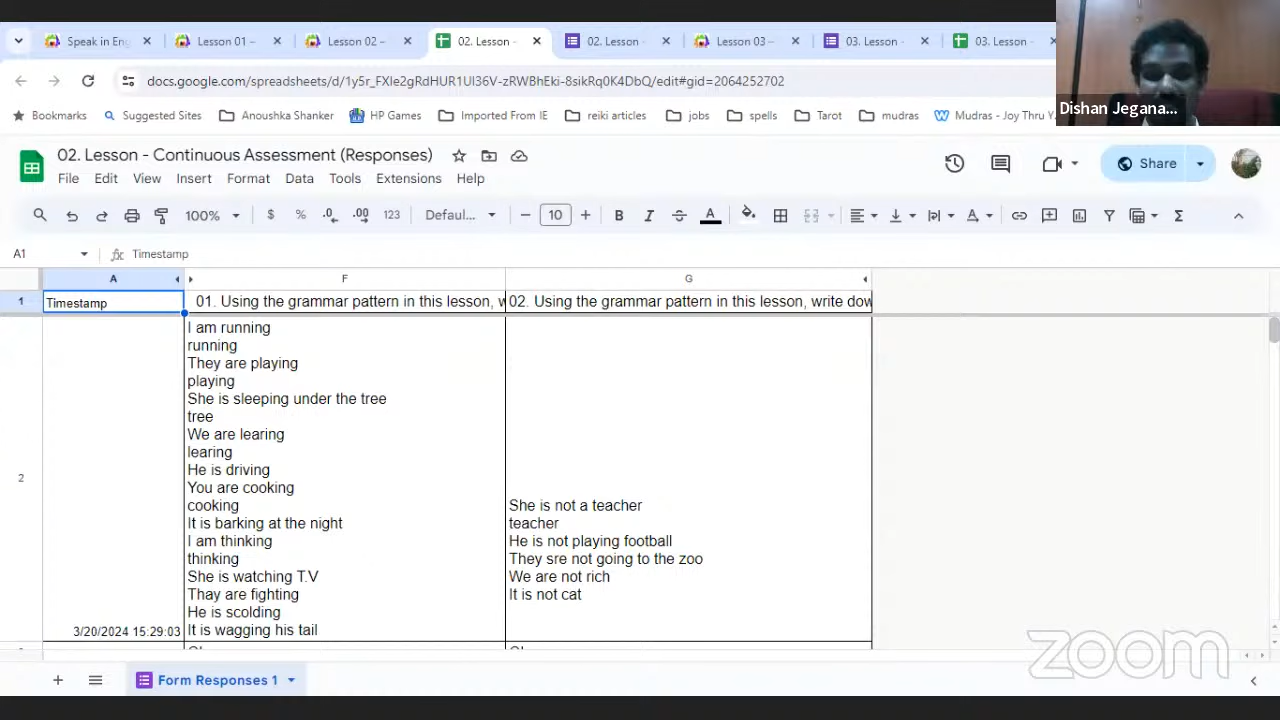 Speak in En
Lesson 01 –
Lesson 02 –
02. Lesson -
02. Lesson -
Lesson 03 –
03. Lesson -
03. Lesson -
docs.google.com/spreadsheets/d/1y5r_FXle2gRdHUR1Ul36V-zRWBhEki-8sikRq0K4DbQ/edit#gid=2064252702
Dishan Jegana...
Bookmarks
Suggested Sites
Anoushka Shanker
HP Games
Imported From IE
reiki articles
jobs
spells
Tarot
mudras
Mudras - Joy Thru Y
02. Lesson - Continuous Assessment (Responses)
Share
File Edit View Insert Format Data Tools Extensions Help
100% $ % .0 .00 123 Defaul... − 10 + B I A Σ
A1 fx Timestamp
A F G
1 Timestamp 01. Using the grammar pattern in this lesson, w 02. Using the grammar pattern in this lesson, write dow
I am running
running
They are playing
playing
She is sleeping under the tree
tree
We are learing
learing
He is driving
You are cooking
cooking
It is barking at the night
I am thinking
thinking
She is watching T.V
Thay are fighting
He is scolding
It is wagging his tail
She is not a teacher
teacher
He is not playing football
They sre not going to the zoo
We are not rich
It is not cat
2
3/20/2024 15:29:03
zoom
Form Responses 1